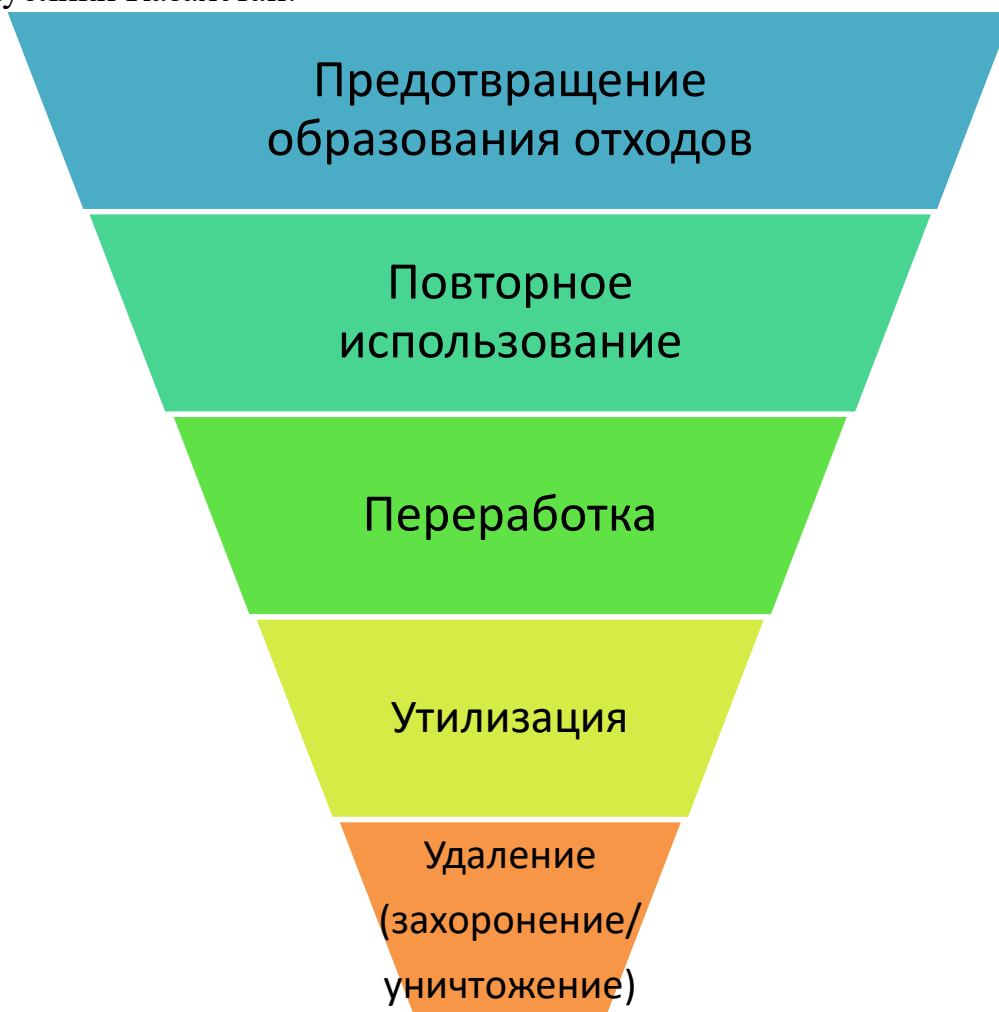 Предотвращение
образования отходов
Повторное
использование
Переработка
Утилизация
Удаление
(захоронение/
уничтожение)